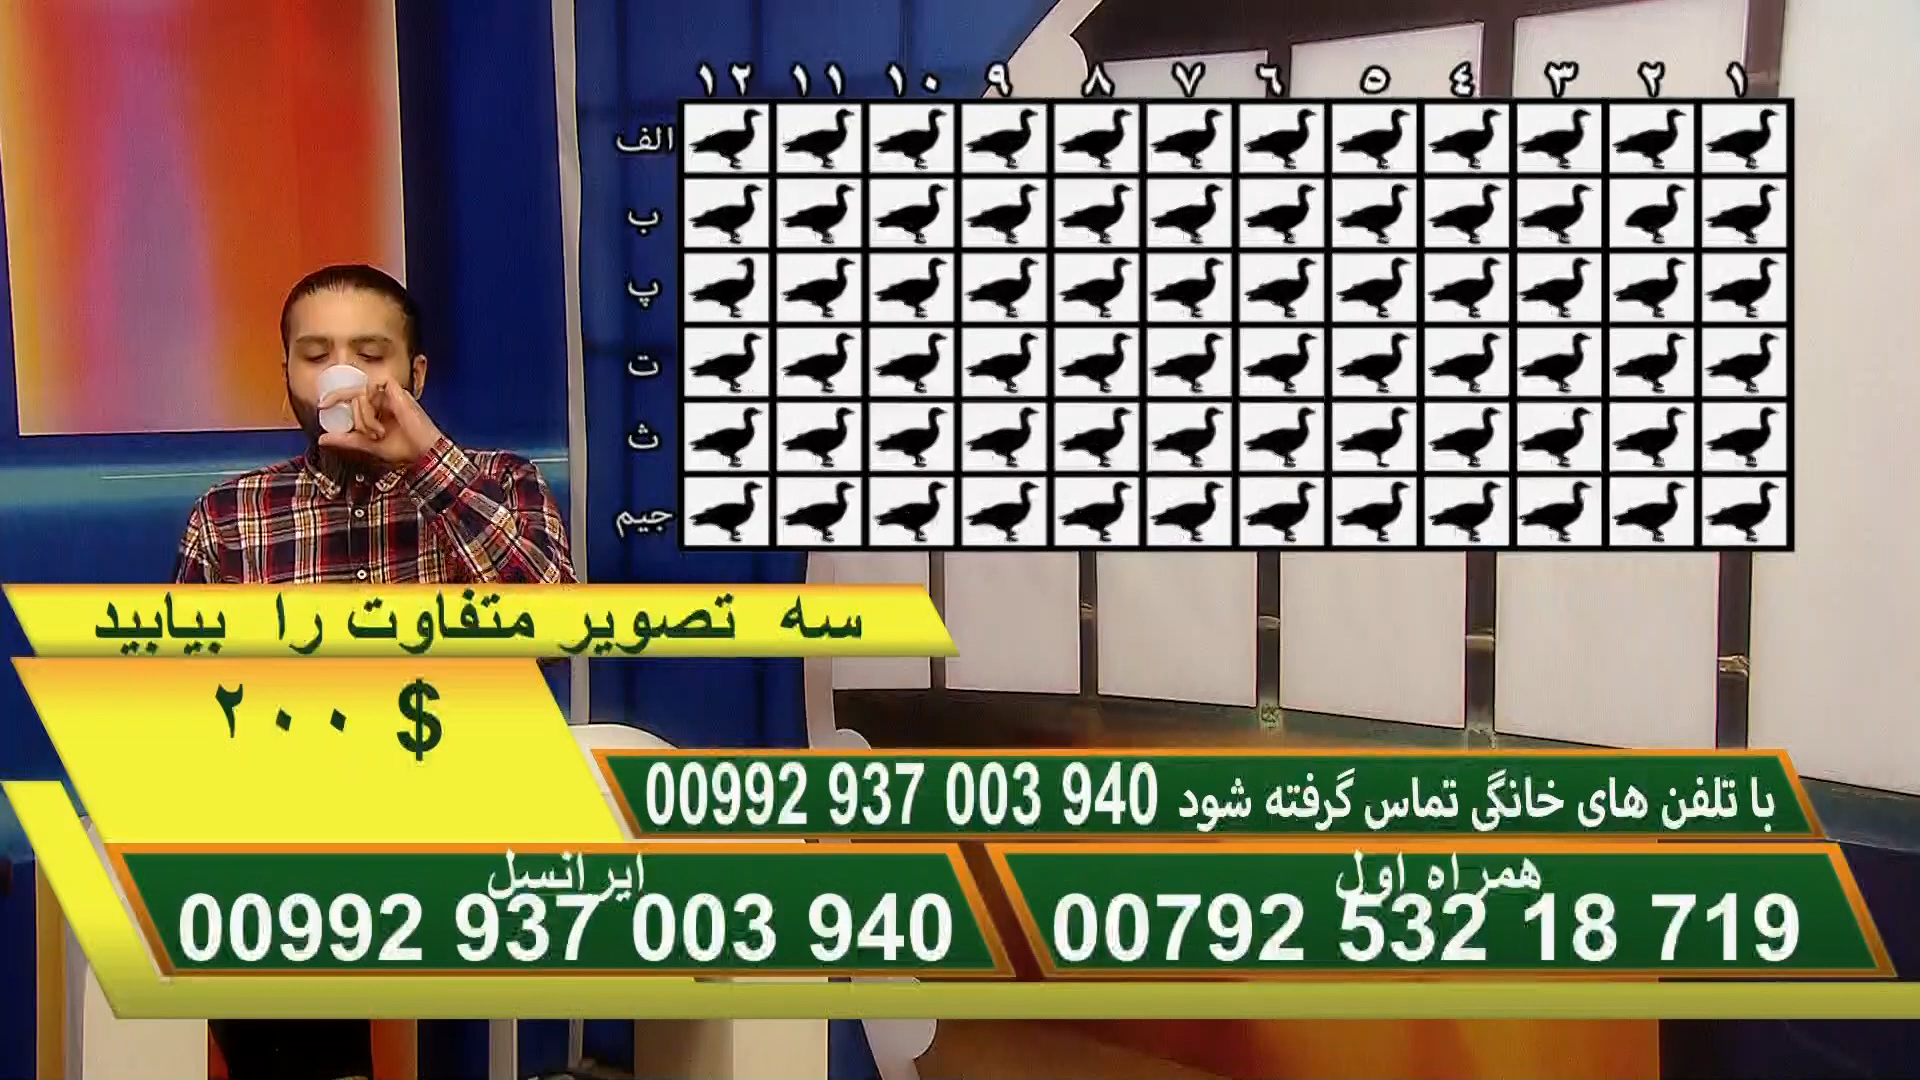 ١٢ ١١ ١٠ ٩ ٨ ٧ ٦ ٥ ٤ ٣ ٢ ١
الف
ب
پ
ت
ث
جیم
سه تصویر متفاوت را بیابید
٢٠٠ $
با تلفن های خانگی تماس گرفته شود 00992 937 003 940
همراه اول
00792 532 18 719
ایرانسل
00992 937 003 940